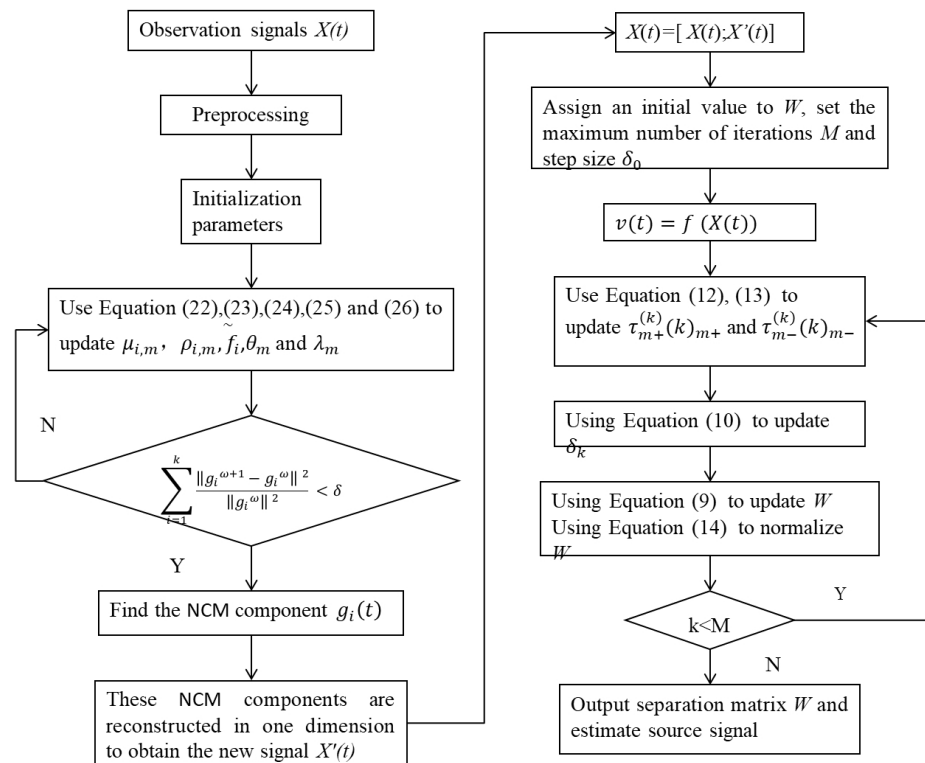 Observation signals X(t)
Preprocessing
Initialization
parameters
Use Equation (22),(23),(24),(25) and (26) to
update μ_{i,m}, ρ_{i,m}, \tilde{f}_i,θ_m and λ_m
N
\sum_{i=1}^{k} \frac{‖g_i^{ω+1} − g_i^{ω}‖^2}{‖g_i^{ω}‖^2} < δ
Y
Find the NCM component g_i(t)
These NCM components are
reconstructed in one dimension
to obtain the new signal X'(t)
X(t)=[ X(t);X’(t)]
Assign an initial value to W, set the
maximum number of iterations M and
step size δ_0
v(t) = f (X(t))
Use Equation (12), (13) to
update τ_{m+}^{(k)}(k)_{m+} and τ_{m−}^{(k)}(k)_{m−}
Using Equation (10) to update
δ_k
Using Equation (9) to update W
Using Equation (14) to normalize
W
Y
k<M
N
Output separation matrix W and
estimate source signal